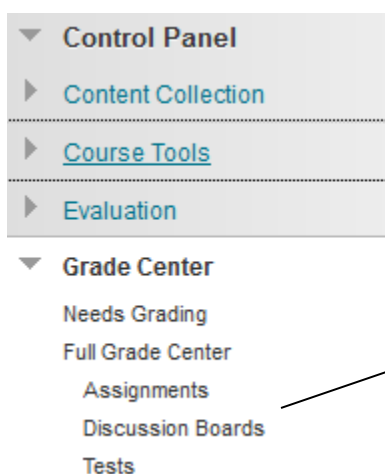 Control Panel
Content Collection
Course Tools
Evaluation
Grade Center
Needs Grading
Full Grade Center
Assignments
Discussion Boards
Tests